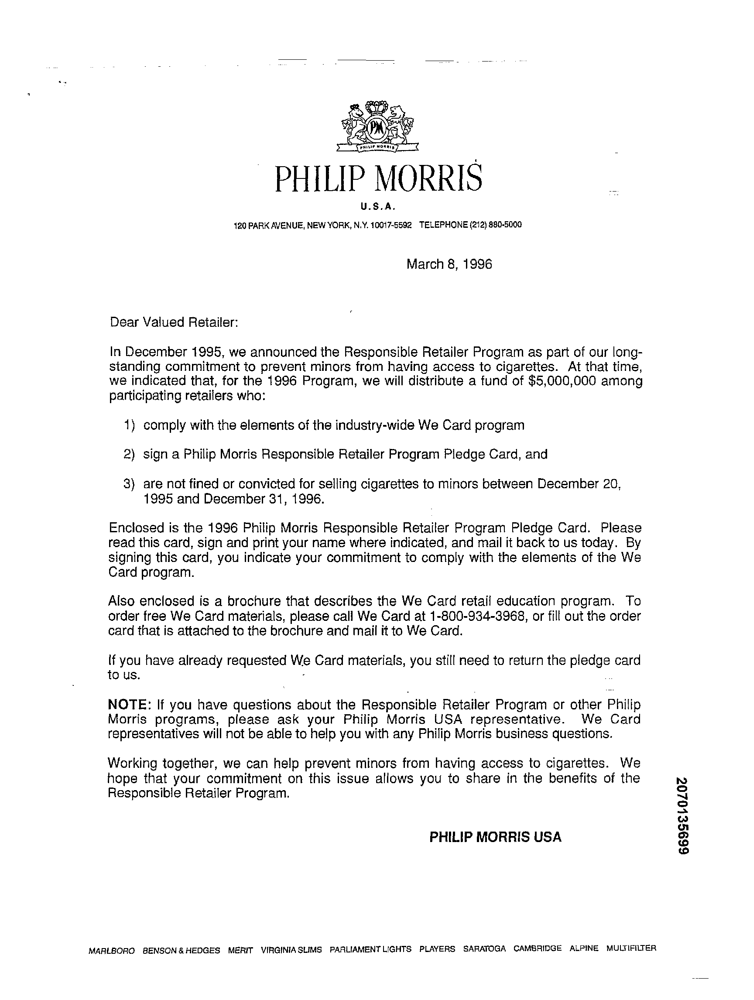 PM
PHILIP MORRIS
PHILIP MORRIS
U.S.A.
120 PARK AVENUE, NEW YORK, N.Y. 10017-5592 TELEPHONE (212) 880-5000
March 8, 1996
Dear Valued Retailer:
In December 1995, we announced the Responsible Retailer Program as part of our long-
standing commitment to prevent minors from having access to cigarettes. At that time,
we indicated that, for the 1996 Program, we will distribute a fund of $5,000,000 among
participating retailers who:
1) comply with the elements of the industry-wide We Card program
2) sign a Philip Morris Responsible Retailer Program Pledge Card, and
3) are not fined or convicted for selling cigarettes to minors between December 20,
1995 and December 31, 1996.
Enclosed is the 1996 Philip Morris Responsible Retailer Program Pledge Card. Please
read this card, sign and print your name where indicated, and mail it back to us today. By
signing this card, you indicate your commitment to comply with the elements of the We
Card program.
Also enclosed is a brochure that describes the We Card retail education program. To
order free We Card materials, please call We Card at 1-800-934-3968, or fill out the order
card that is attached to the brochure and mail it to We Card.
If you have already requested We Card materials, you still need to return the pledge card
to us.
NOTE: If you have questions about the Responsible Retailer Program or other Philip
Morris programs, please ask your Philip Morris USA representative. We Card
representatives will not be able to help you with any Philip Morris business questions.
Working together, we can help prevent minors from having access to cigarettes. We
hope that your commitment on this issue allows you to share in the benefits of the
Responsible Retailer Program.
PHILIP MORRIS USA
2070135699
MARLBORO BENSON & HEDGES MERIT VIRGINIA SLIMS PARLIAMENT LIGHTS PLAYERS SARATOGA CAMBRIDGE ALPINE MULTIFILTER